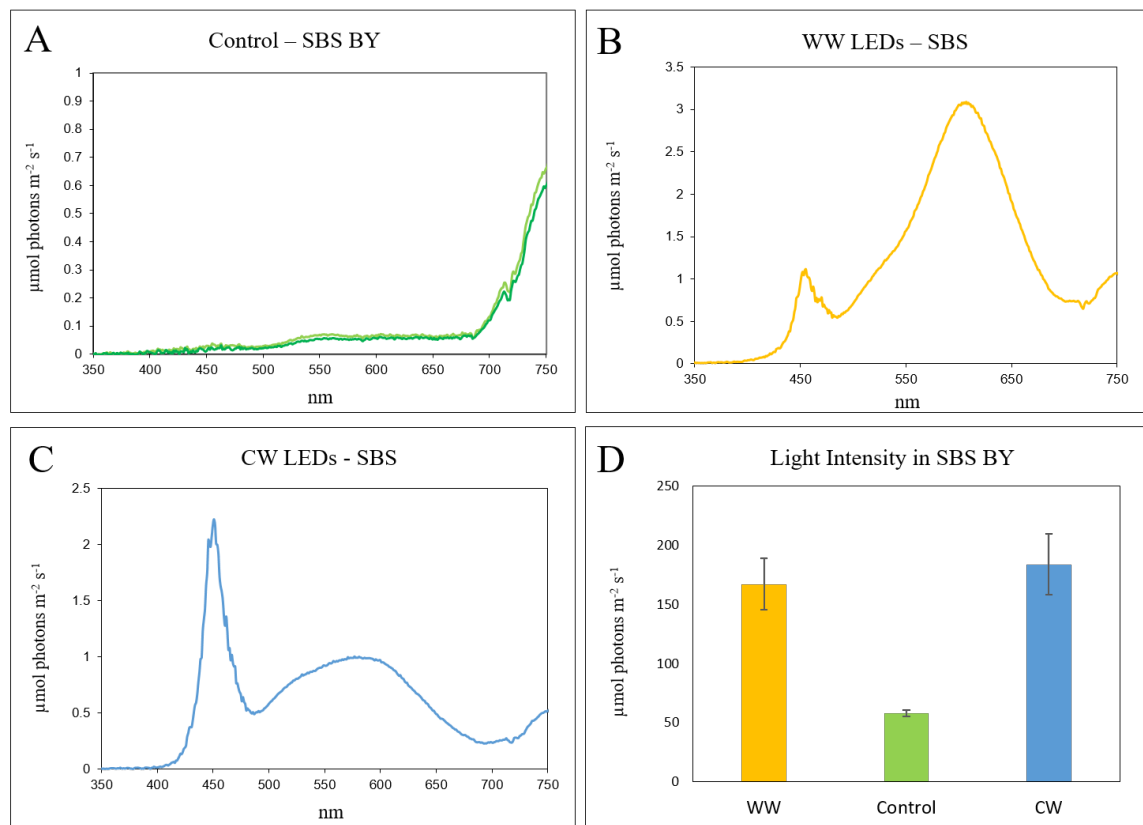 A
Control – SBS BY
µmol photons m⁻² s⁻¹
1
0.9
0.8
0.7
0.6
0.5
0.4
0.3
0.2
0.1
0
350 400 450 500 550 600 650 700 750
nm
B
WW LEDs – SBS
µmol photons m⁻² s⁻¹
3.5
3
2.5
2
1.5
1
0.5
0
350 450 550 650 750
nm
C
CW LEDs - SBS
µmol photons m⁻² s⁻¹
2.5
2
1.5
1
0.5
0
350 400 450 500 550 600 650 700 750
nm
D
Light Intensity in SBS BY
µmol photons m⁻² s⁻¹
250
200
150
100
50
0
WW Control CW